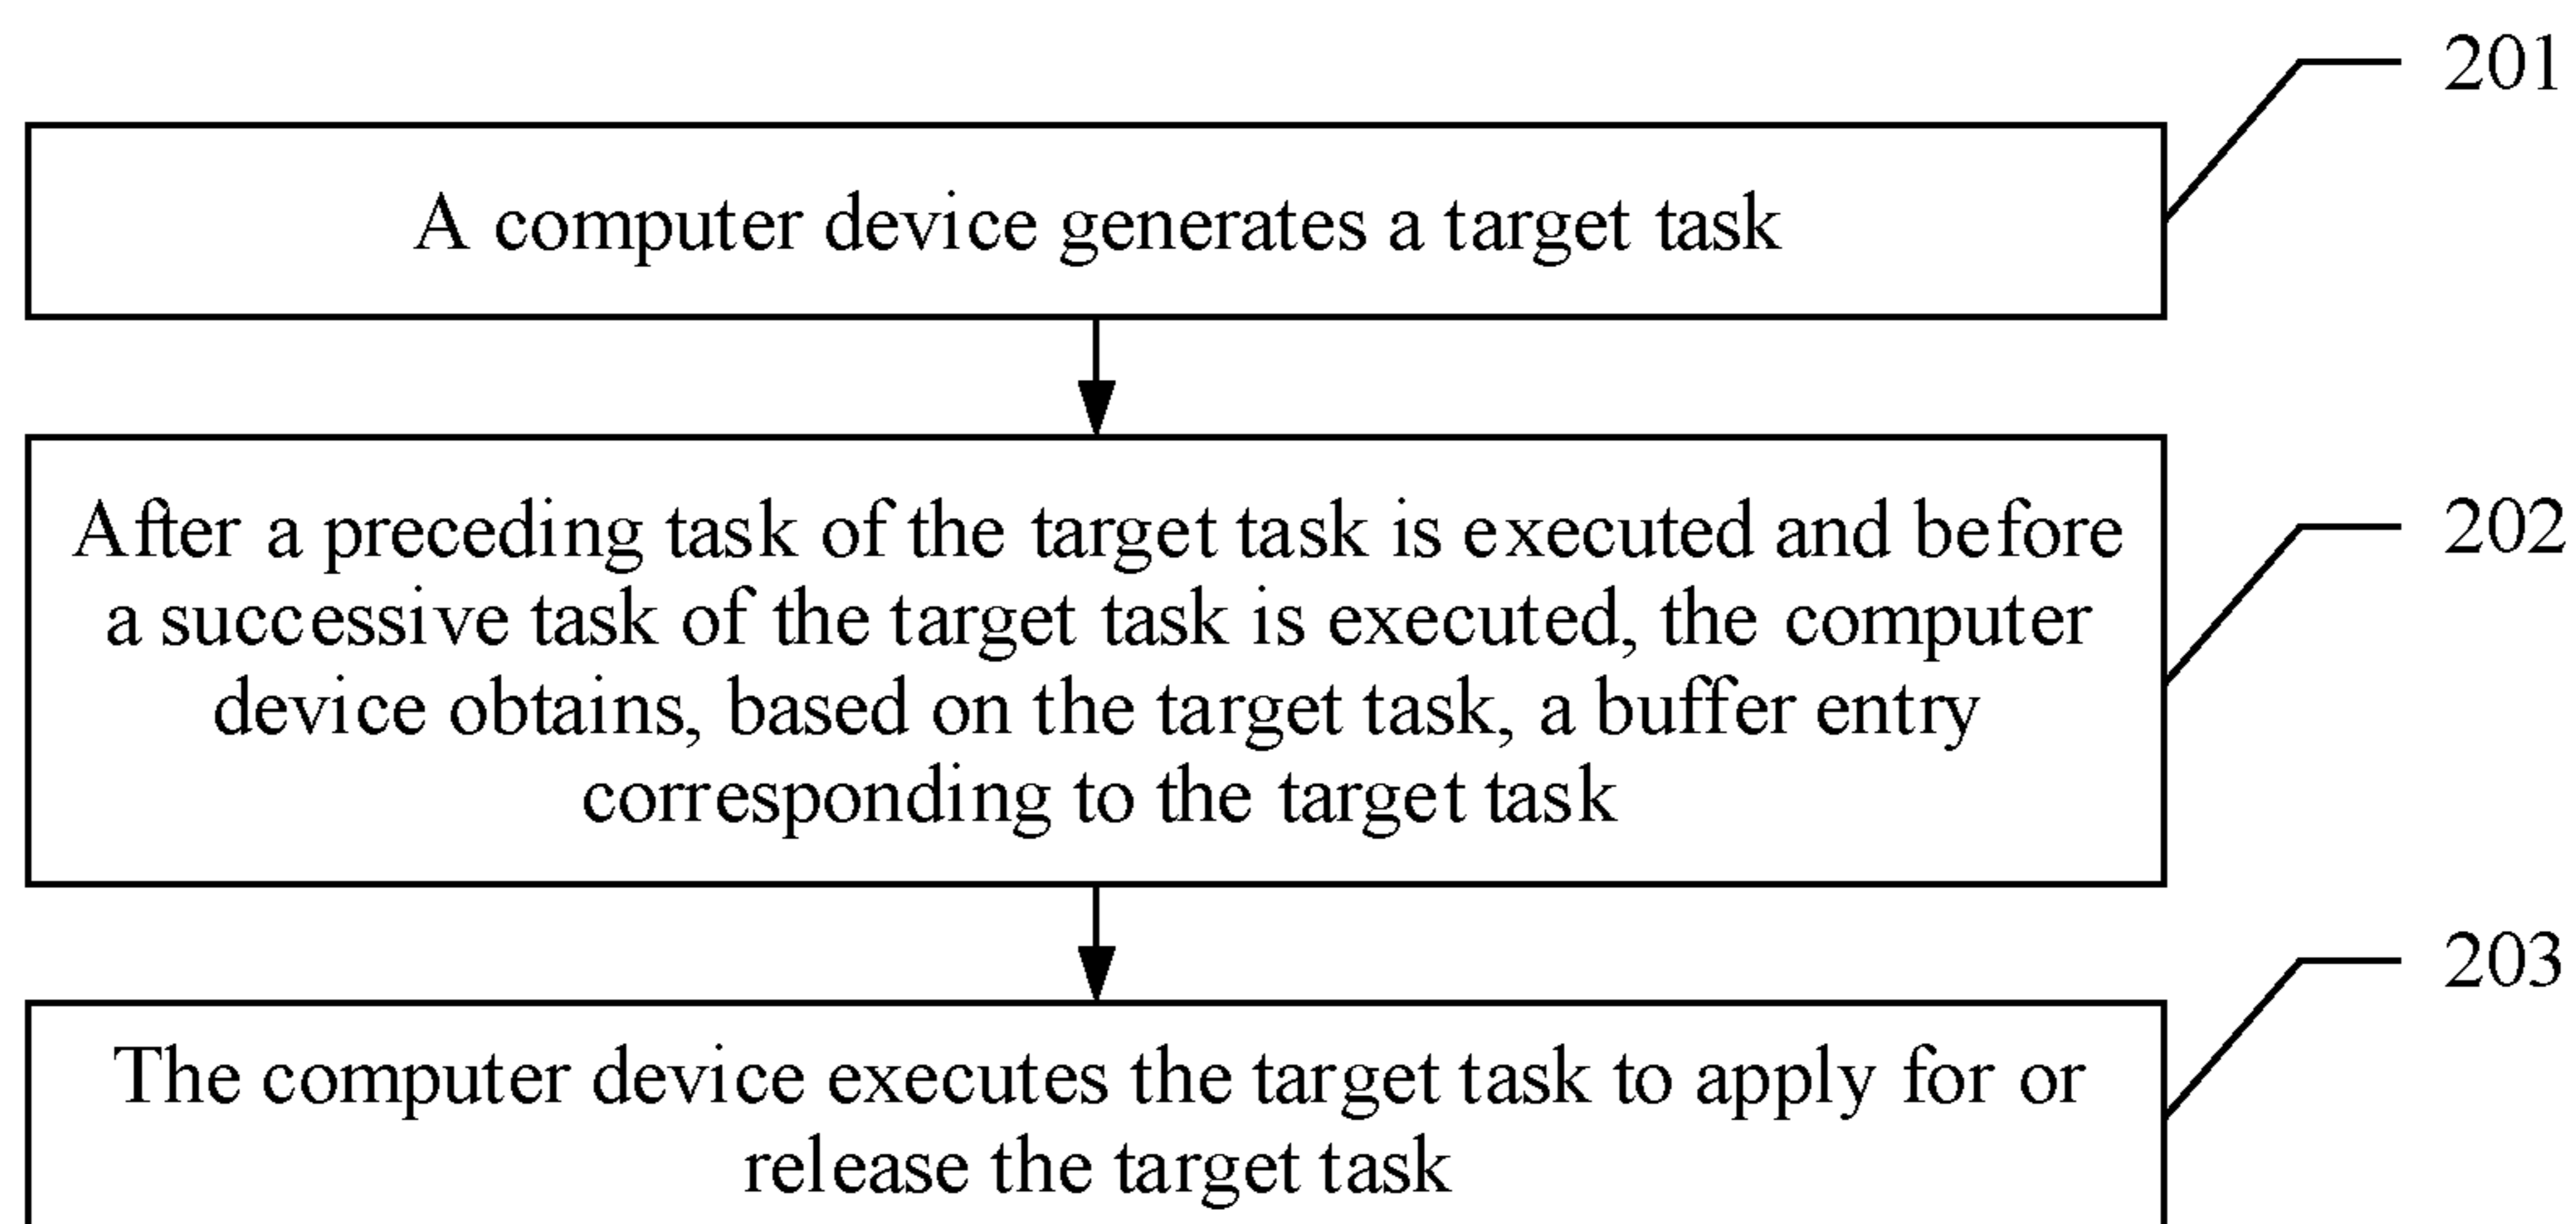 201
A computer device generates a target task
After a preceding task of the target task is executed and before
a successive task of the target task is executed, the computer
device obtains, based on the target task, a buffer entry
corresponding to the target task
202
The computer device executes the target task to apply for or
release the target task
203